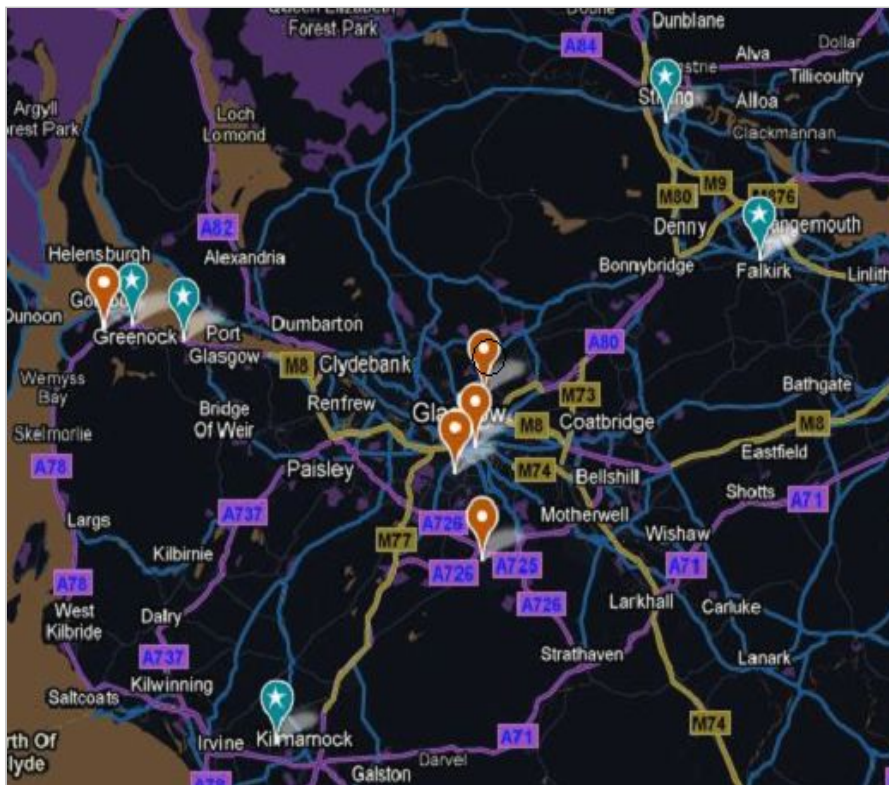 Forest Park
Dunblane
A84
Alva
Dollar
Tillicoultry
Argyll
Loch
Lomond
Alloa
Clackmannan
M80
M9
M876
A82
Denny
Helensburgh
Alexandria
Bonnybridge
Falkirk
Dunoon
Greenock
Port
Glasgow
Dumbarton
A80
Wemyss
Bay
M8
Clydebank
M73
Bathgate
Bridge
Of Weir
Renfrew
M8
Coatbridge
M8
Skelmorlie
Paisley
M74
Eastfield
A78
Bellshill
Shotts
A71
A737
A726
Motherwell
Largs
M77
Wishaw
Kilbirnie
A726
A725
A71
A78
West
Kilbride
Dalry
A726
Larkhall
Carluke
A737
Strathaven
Lanark
Kilwinning
Saltcoats
M74
Irvine
Kilmarnock
A71
Darvel
Galston